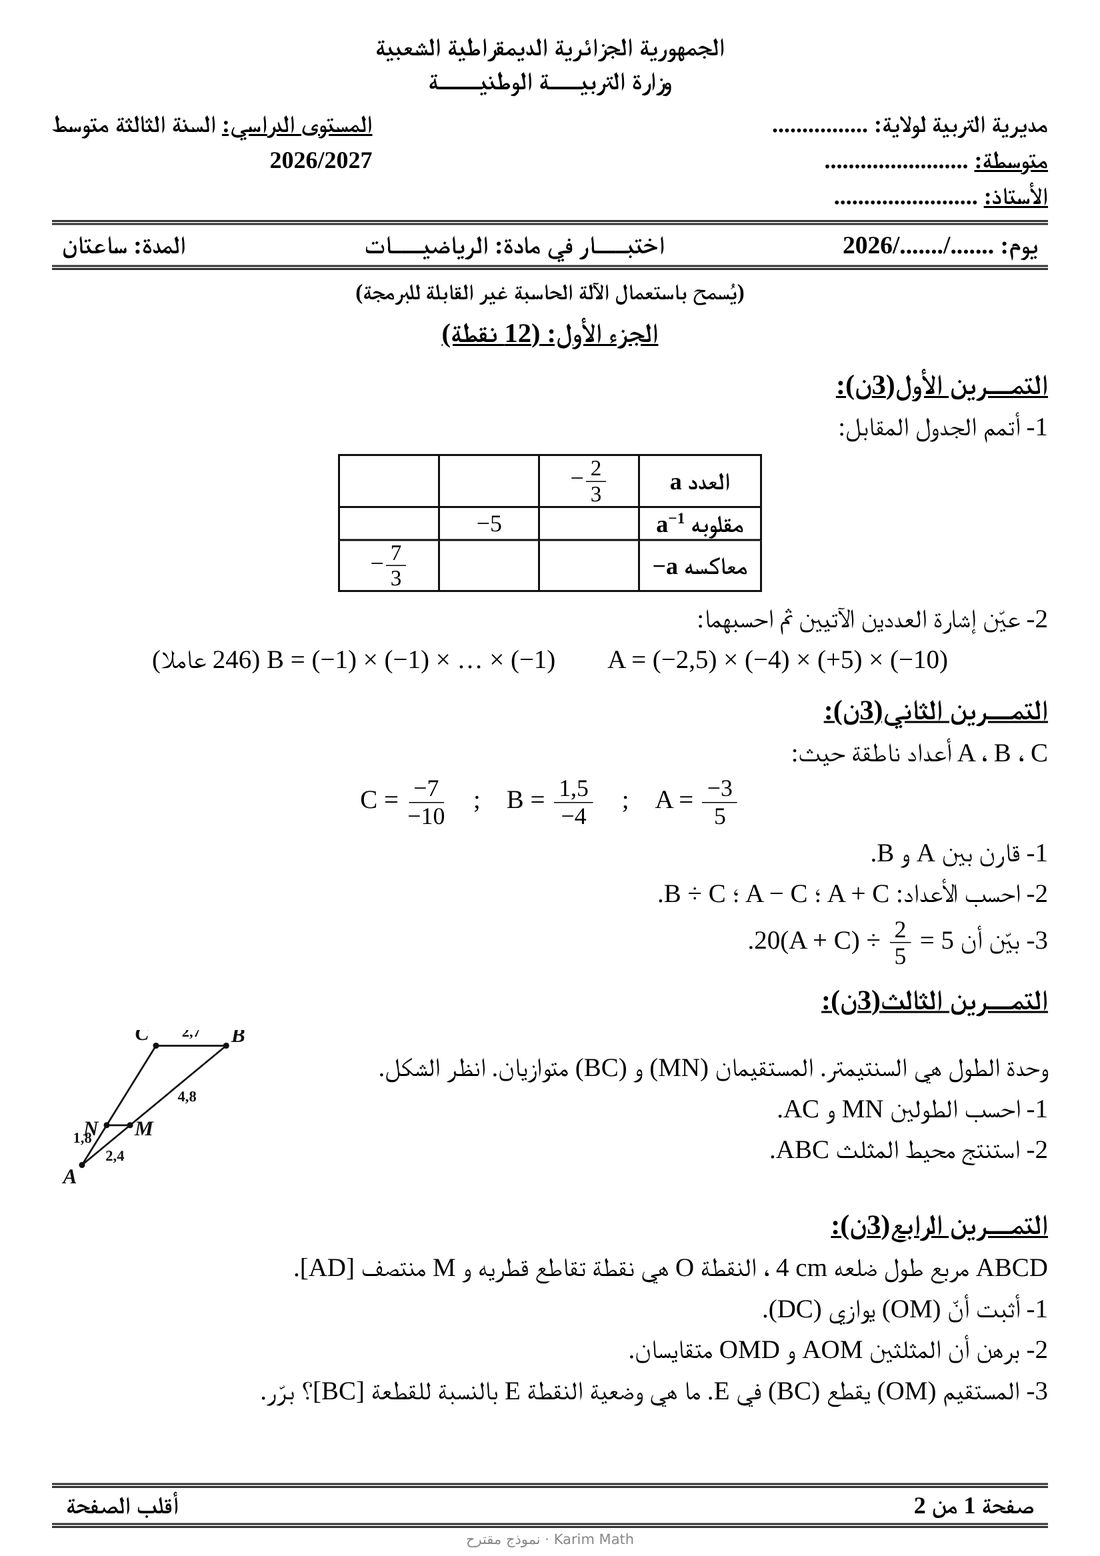 الجمهورية الجزائرية الديمقراطية الشعبية
وزارة التربيـــــة الوطنيـــــــة
مديرية التربية لولاية: ................
المستوى الدراسي: السنة الثالثة متوسط
متوسطة: ........................
2026/2027
الأستاذ: ........................
يوم: ......./......./2026
اختبـــــار في مادة: الرياضيـــــات
المدة: ساعتان
(يُسمح باستعمال الآلة الحاسبة غير القابلة للبرمجة)
الجزء الأول: (12 نقطة)
التمـــرين الأول(3ن):
1- أتمم الجدول المقابل:
العدد a −2/3
مقلوبه a⁻¹ −5
معاكسه −a −7/3
2- عيّن إشارة العددين الآتيين ثم احسبهما:
A = (−2,5) × (−4) × (+5) × (−10)
B = (−1) × (−1) × … × (−1) (246 عاملا)
التمـــرين الثاني(3ن):
A ، B ، C أعداد ناطقة حيث:
A = −3/5 ; B = 1,5/−4 ; C = −7/−10
1- قارن بين A و B.
2- احسب الأعداد: A + C ؛ A − C ؛ B ÷ C.
3- بيّن أن 20(A + C) ÷ 2/5 = 5.
التمـــرين الثالث(3ن):
وحدة الطول هي السنتيمتر. المستقيمان (MN) و (BC) متوازيان. انظر الشكل.
1- احسب الطولين MN و AC.
2- استنتج محيط المثلث ABC.
C 2,7 B
4,8
N M
1,8
2,4
A
التمـــرين الرابع(3ن):
ABCD مربع طول ضلعه 4 cm ، النقطة O هي نقطة تقاطع قطريه و M منتصف [AD].
1- أثبت أنّ (OM) يوازي (DC).
2- برهن أن المثلثين AOM و OMD متقايسان.
3- المستقيم (OM) يقطع (BC) في E. ما هي وضعية النقطة E بالنسبة للقطعة [BC]؟ برّر.
صفحة 1 من 2
أقلب الصفحة
نموذج مقترح · Karim Math